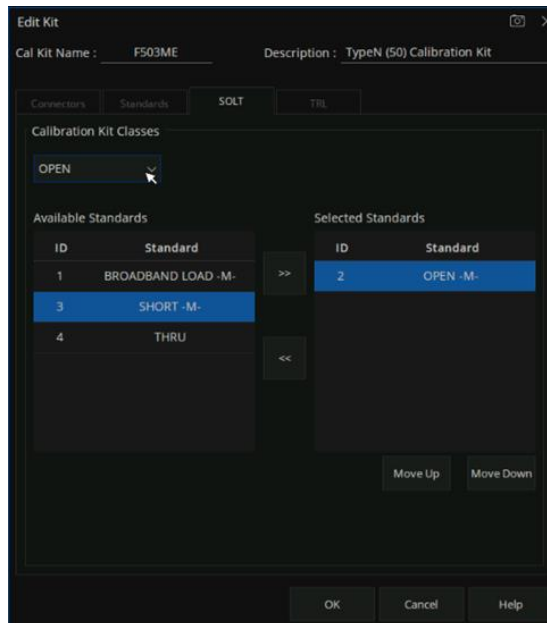 Edit Kit
Cal Kit Name : F503ME Description : TypeN (50) Calibration Kit
Connectors Standards SOLT TRL
Calibration Kit Classes
OPEN
Available Standards Selected Standards
ID Standard ID Standard
1 BROADBAND LOAD -M- >> 2 OPEN -M-
3 SHORT -M-
4 THRU
<<
Move Up Move Down
OK Cancel Help